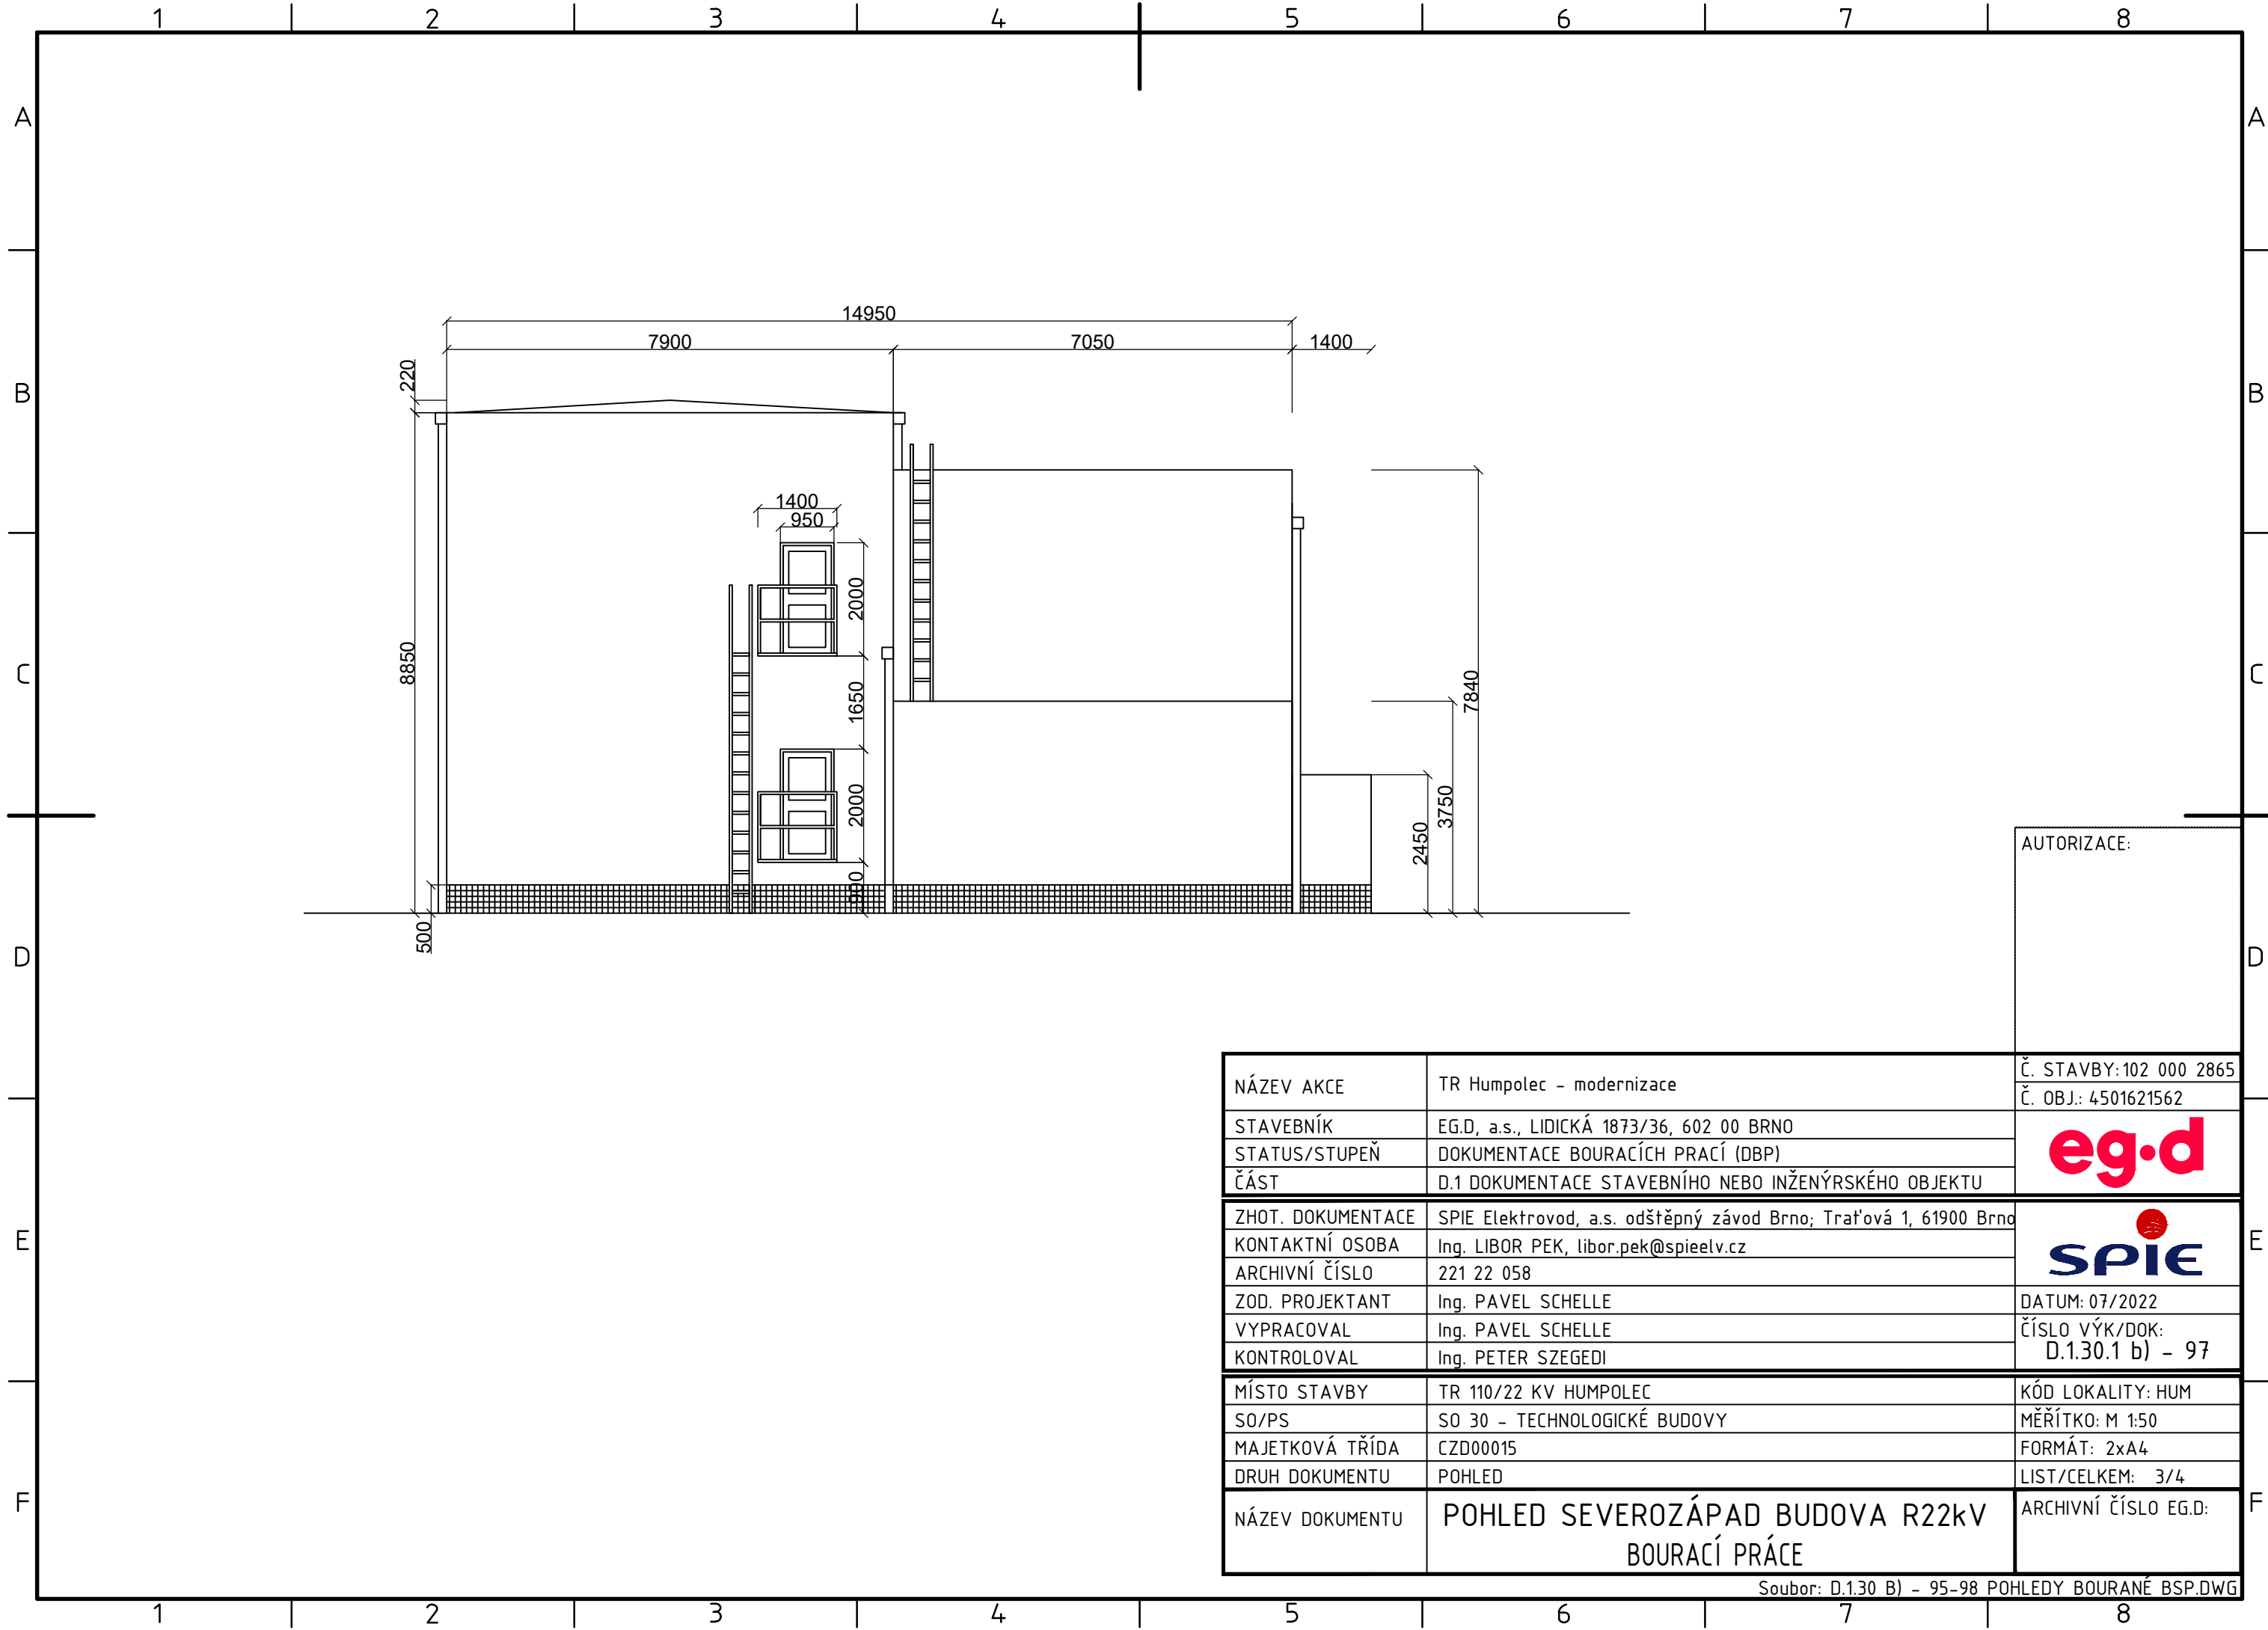 1 2 3 4 5 6 7 8
A A
14950
7900 7050 1400
220
B B
1400
950
2000
8850
1650
7840
C C
2000
3750
2450
900
500
AUTORIZACE:
D D
NÁZEV AKCE TR Humpolec - modernizace Č. STAVBY: 102 000 2865
Č. OBJ.: 4501621562
STAVEBNÍK EG.D, a.s., LIDICKÁ 1873/36, 602 00 BRNO
STATUS/STUPEŇ DOKUMENTACE BOURACÍCH PRACÍ (DBP)
eg.d
ČÁST D.1 DOKUMENTACE STAVEBNÍHO NEBO INŽENÝRSKÉHO OBJEKTU
ZHOT. DOKUMENTACE SPIE Elektrovod, a.s. odštěpný závod Brno; Traťová 1, 61900 Brno
E E
KONTAKTNÍ OSOBA Ing. LIBOR PEK, libor.pek@spieelv.cz
SPIE
ARCHIVNÍ ČÍSLO 221 22 058
ZOD. PROJEKTANT Ing. PAVEL SCHELLE DATUM: 07/2022
VYPRACOVAL Ing. PAVEL SCHELLE ČÍSLO VÝK/DOK:
KONTROLOVAL Ing. PETER SZEGEDI D.1.30.1 b) - 97
MÍSTO STAVBY TR 110/22 KV HUMPOLEC KÓD LOKALITY: HUM
SO/PS SO 30 - TECHNOLOGICKÉ BUDOVY MĚŘÍTKO: M 1:50
MAJETKOVÁ TŘÍDA CZD00015 FORMÁT: 2xA4
DRUH DOKUMENTU POHLED LIST/CELKEM: 3/4
F F
NÁZEV DOKUMENTU POHLED SEVEROZÁPAD BUDOVA R22kV ARCHIVNÍ ČÍSLO EG.D:
BOURACÍ PRÁCE
Soubor: D.1.30 B) - 95-98 POHLEDY BOURANÉ BSP.DWG
1 2 3 4 5 6 7 8